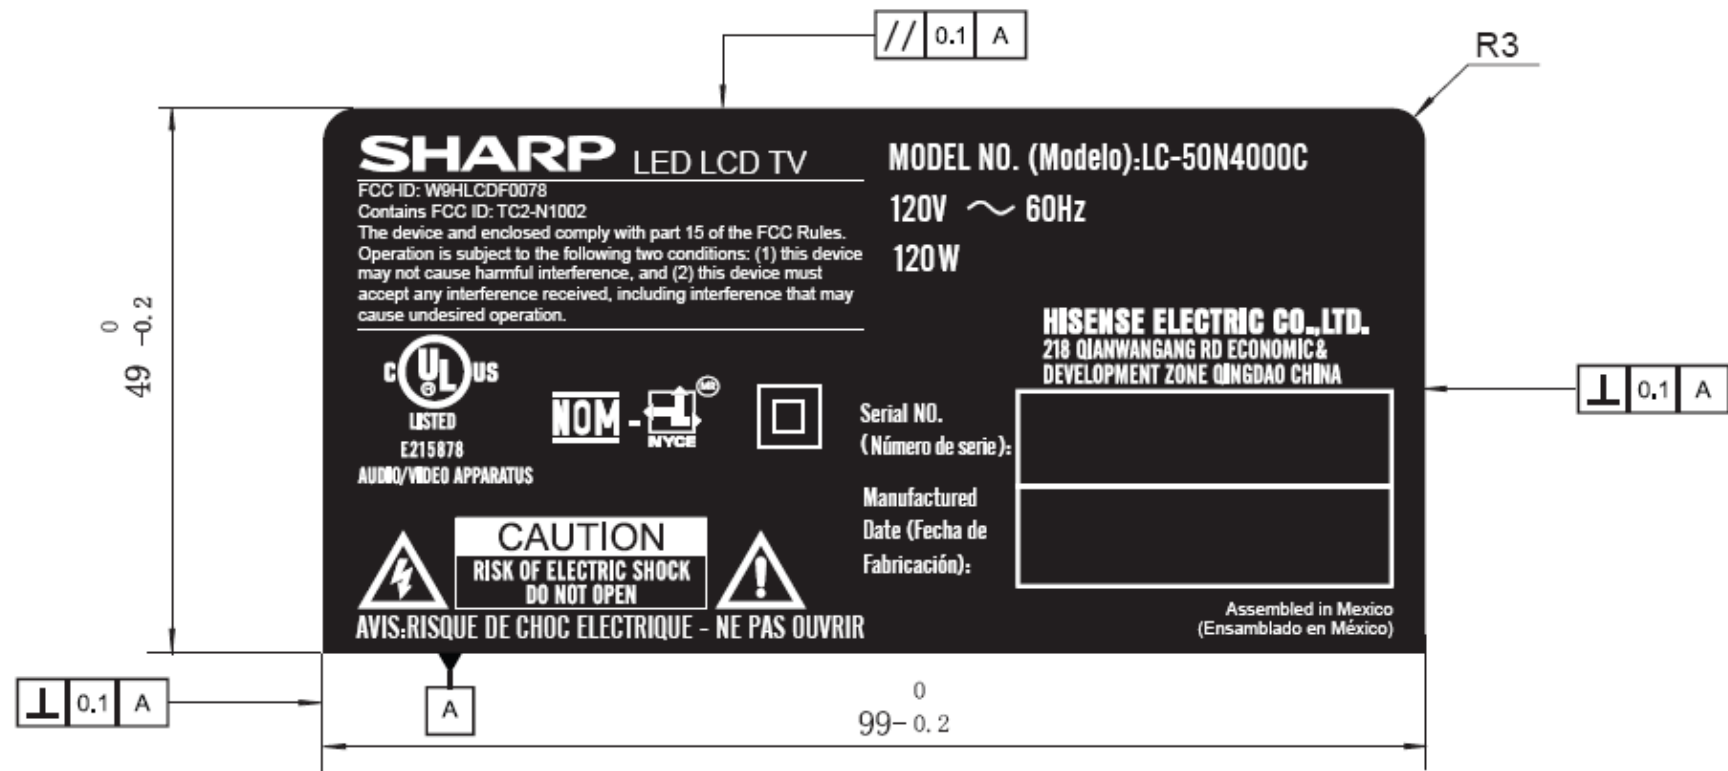 // 0.1 A
R3
SHARP LED LCD TV
FCC ID: W9HLCDF0078
Contains FCC ID: TC2-N1002
The device and enclosed comply with part 15 of the FCC Rules.
Operation is subject to the following two conditions: (1) this device
may not cause harmful interference, and (2) this device must
accept any interference received, including interference that may
cause undesired operation.
MODEL NO. (Modelo):LC-50N4000C
120V ～ 60Hz
120W
HISENSE ELECTRIC CO.,LTD.
218 QIANWANGANG RD ECONOMIC&
DEVELOPMENT ZONE QINGDAO CHINA
C UL ® US
LISTED
E215878
AUDIO/VIDEO APPARATUS
NOM - NYCE MR
Serial NO.
(Número de serie):
Manufactured
Date (Fecha de
Fabricación):
CAUTION
RISK OF ELECTRIC SHOCK
DO NOT OPEN
AVIS:RISQUE DE CHOC ELECTRIQUE - NE PAS OUVRIR
Assembled in Mexico
(Ensamblado en México)
49 0 -0.2
⊥ 0.1 A
⊥ 0.1 A
A
99 0 -0.2